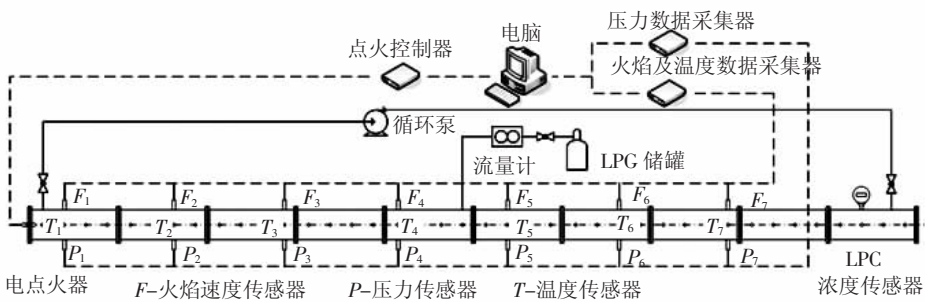 压力数据采集器
点火控制器
电脑
火焰及温度数据采集器
循环泵
流量计
LPG 储罐
F1 F2 F3 F4 F5 F6 F7
T1 T2 T3 T4 T5 T6 T7
P1 P2 P3 P4 P5 P6 P7
LPC
电点火器 F-火焰速度传感器 P-压力传感器 T-温度传感器 浓度传感器